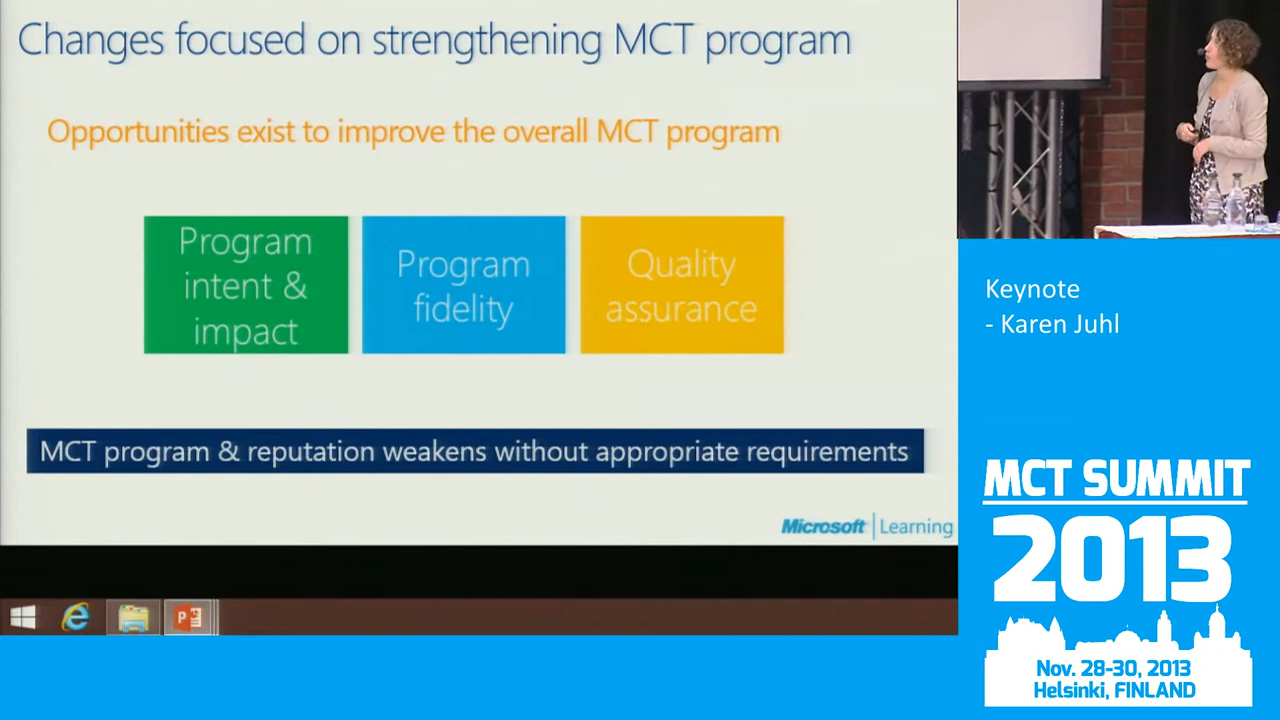 Changes focused on strengthening MCT program
Opportunities exist to improve the overall MCT program
Program
intent &
impact
Program
fidelity
Quality
assurance
MCT program & reputation weakens without appropriate requirements
Microsoft | Learning
Keynote
- Karen Juhl
MCT SUMMIT
2013
Nov. 28-30, 2013
Helsinki, FINLAND